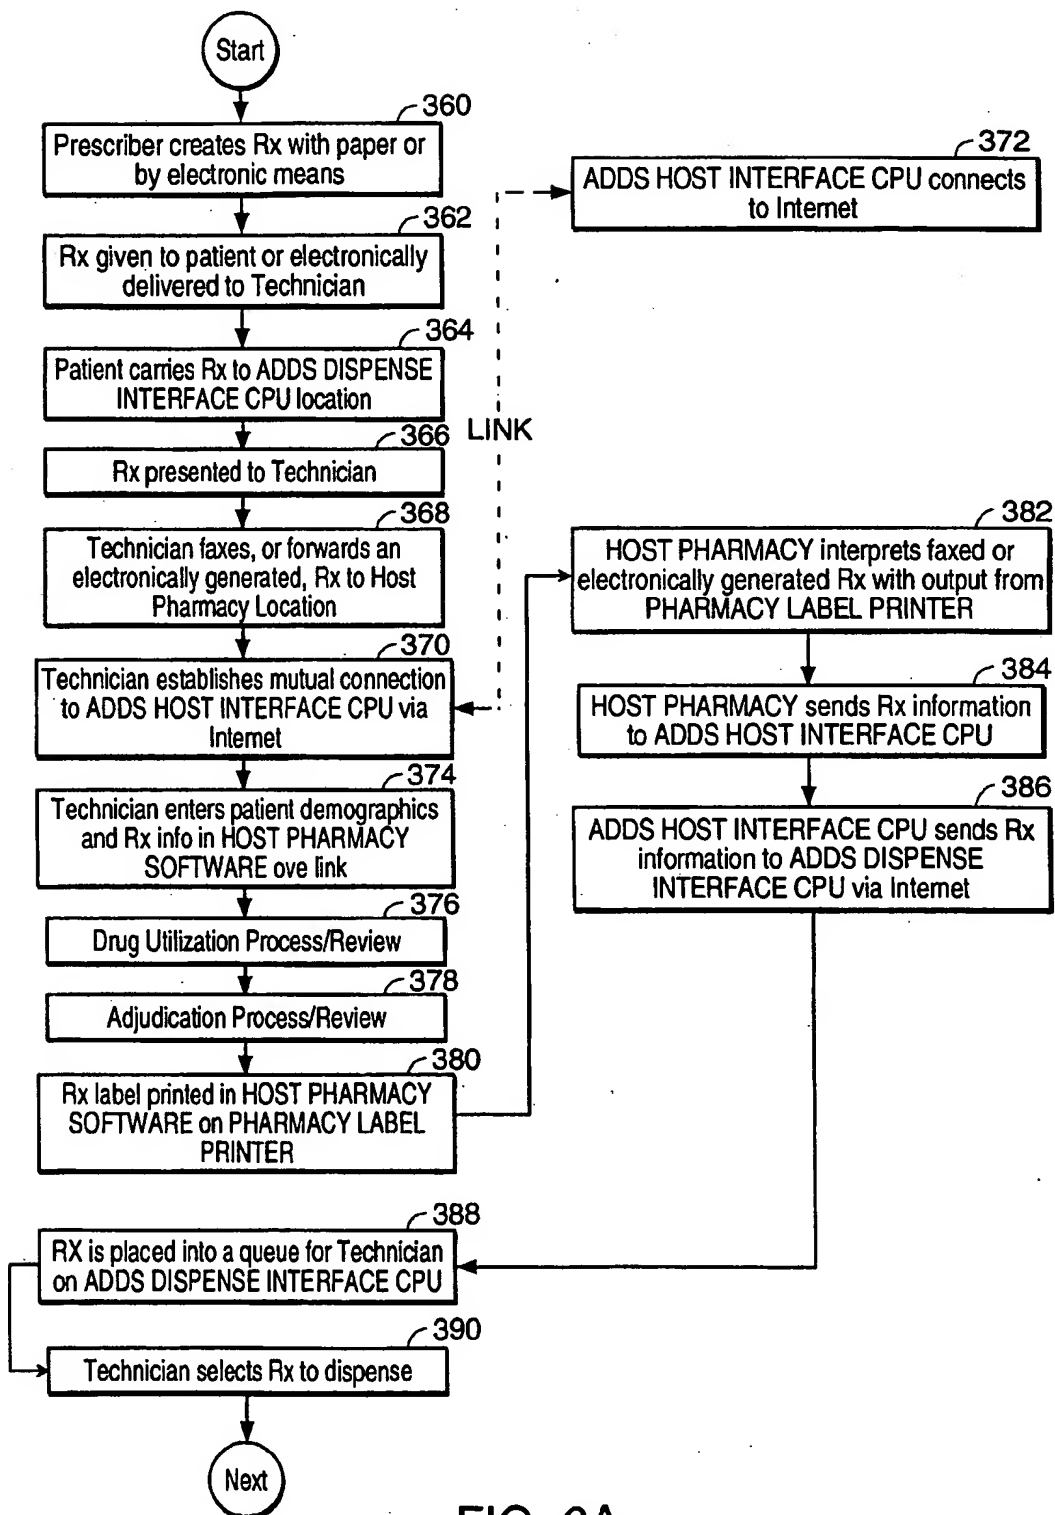 Start
360
Prescriber creates Rx with paper or
by electronic means
362
Rx given to patient or electronically
delivered to Technician
364
Patient carries Rx to ADDS DISPENSE
INTERFACE CPU location
366
Rx presented to Technician
368
Technician faxes, or forwards an
electronically generated, Rx to Host
Pharmacy Location
370
Technician establishes mutual connection
to ADDS HOST INTERFACE CPU via
Internet
LINK
372
ADDS HOST INTERFACE CPU connects
to Internet
374
Technician enters patient demographics
and Rx info in HOST PHARMACY
SOFTWARE ove link
376
Drug Utilization Process/Review
378
Adjudication Process/Review
380
Rx label printed in HOST PHARMACY
SOFTWARE on PHARMACY LABEL
PRINTER
382
HOST PHARMACY interprets faxed or
electronically generated Rx with output from
PHARMACY LABEL PRINTER
384
HOST PHARMACY sends Rx information
to ADDS HOST INTERFACE CPU
386
ADDS HOST INTERFACE CPU sends Rx
information to ADDS DISPENSE
INTERFACE CPU via Internet
388
RX is placed into a queue for Technician
on ADDS DISPENSE INTERFACE CPU
390
Technician selects Rx to dispense
Next